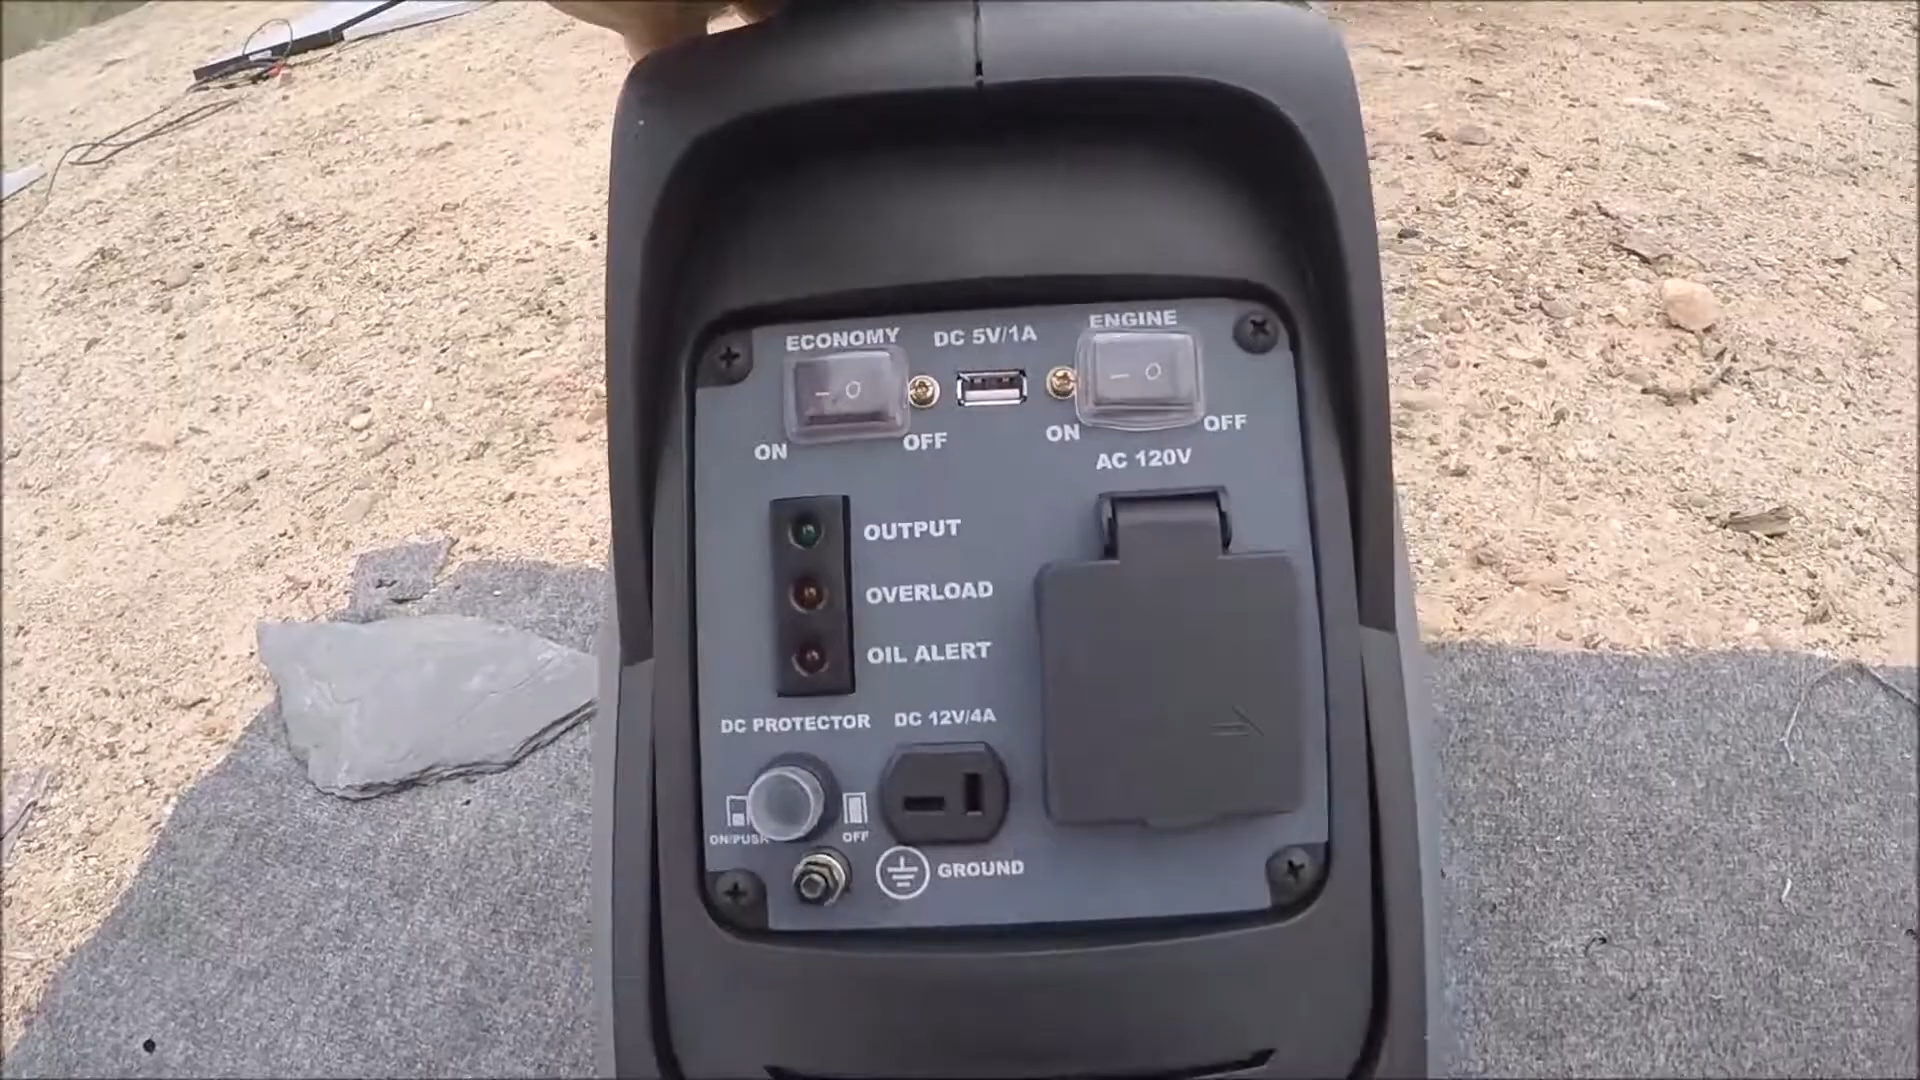 ECONOMY
DC 5V/1A
ENGINE
ON
OFF
ON
OFF
AC 120V
OUTPUT
OVERLOAD
OIL ALERT
DC PROTECTOR
DC 12V/4A
ON/PUSH
OFF
GROUND